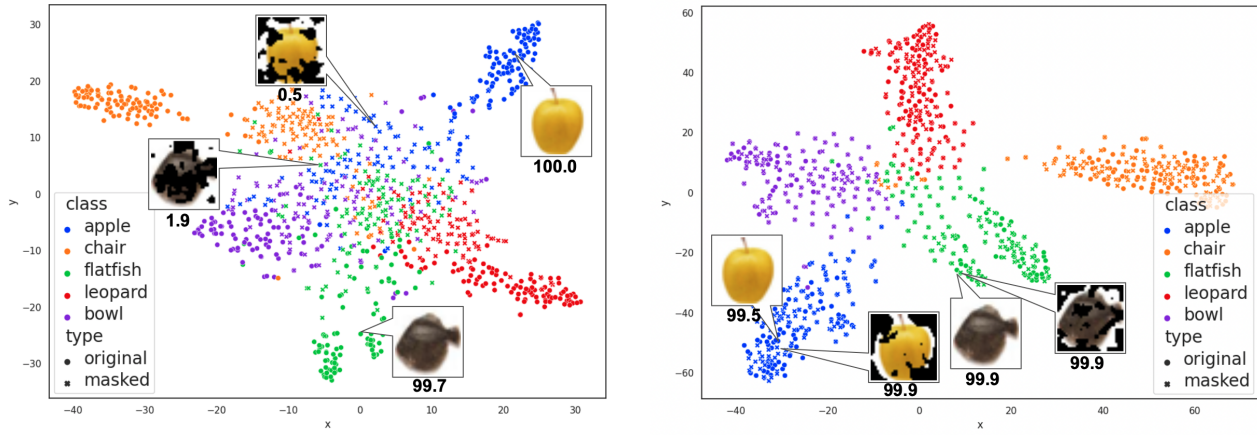 30
20
10
0
−10
−20
−30
y
−40
−30
−20
−10
0
10
20
30
x
0.5
100.0
1.9
99.7
class
apple
chair
flatfish
leopard
bowl
type
original
masked
60
40
20
0
−20
−40
−60
y
−40
−20
0
20
40
60
x
99.5
99.9
99.9
99.9
class
apple
chair
flatfish
leopard
bowl
type
original
masked